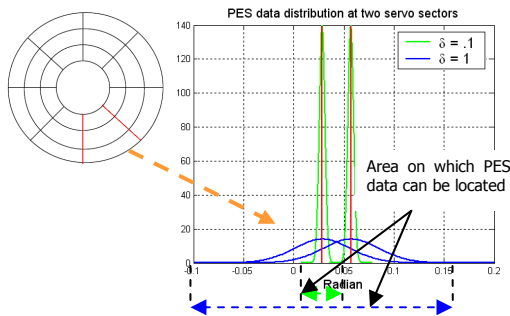 PES data distribution at two servo sectors
140
120
100
80
60
40
20
0
δ = .1
δ = 1
Area on which PES
data can be located
-0.1
-0.05
0
0.05
0.1
0.15
0.2
Radian